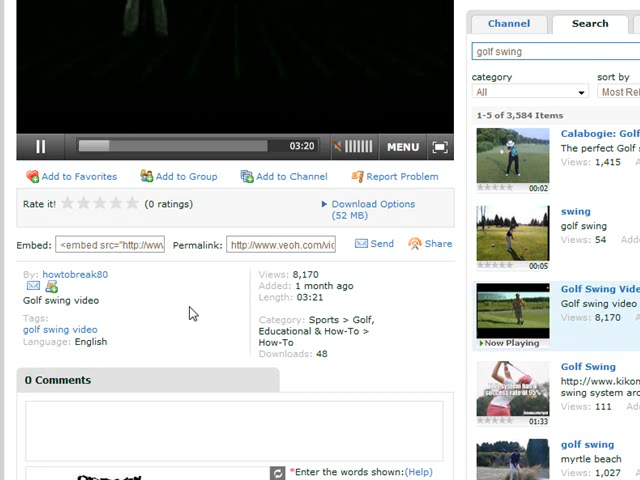 Channel
Search
golf swing
category
sort by
All
Most Rel
1-5 of 3,584 Items
Calabogie: Golf
The perfect Golf s
Views: 1,415
00:02
swing
golf swing
Views: 54
00:05
Golf Swing Vide
Golf swing video
Views: 8,170
Now Playing
Golf Swing
http://www.kikon
swing system aro
Views: 111 Add
01:33
golf swing
myrtle beach
Views: 1,027 Add
03:20
MENU
Add to Favorites
Add to Group
Add to Channel
Report Problem
Rate it!
(0 ratings)
Download Options
(52 MB)
Embed:
<embed src="http://ww
Permalink:
http://www.veoh.com/vic
Send
Share
By: howtobreak80
Golf swing video
Tags:
golf swing video
Language: English
Views: 8,170
Added: 1 month ago
Length: 03:21
Category: Sports > Golf,
Educational & How-To >
How-To
Downloads: 48
0 Comments
*Enter the words shown:(Help)